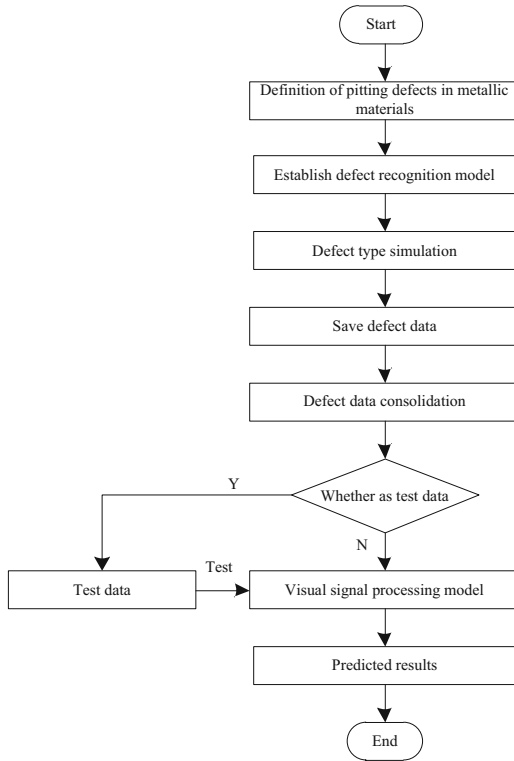 Start
Definition of pitting defects in metallic
materials
Establish defect recognition model
Defect type simulation
Save defect data
Defect data consolidation
Whether as test data
Y
N
Test data
Test
Visual signal processing model
Predicted results
End